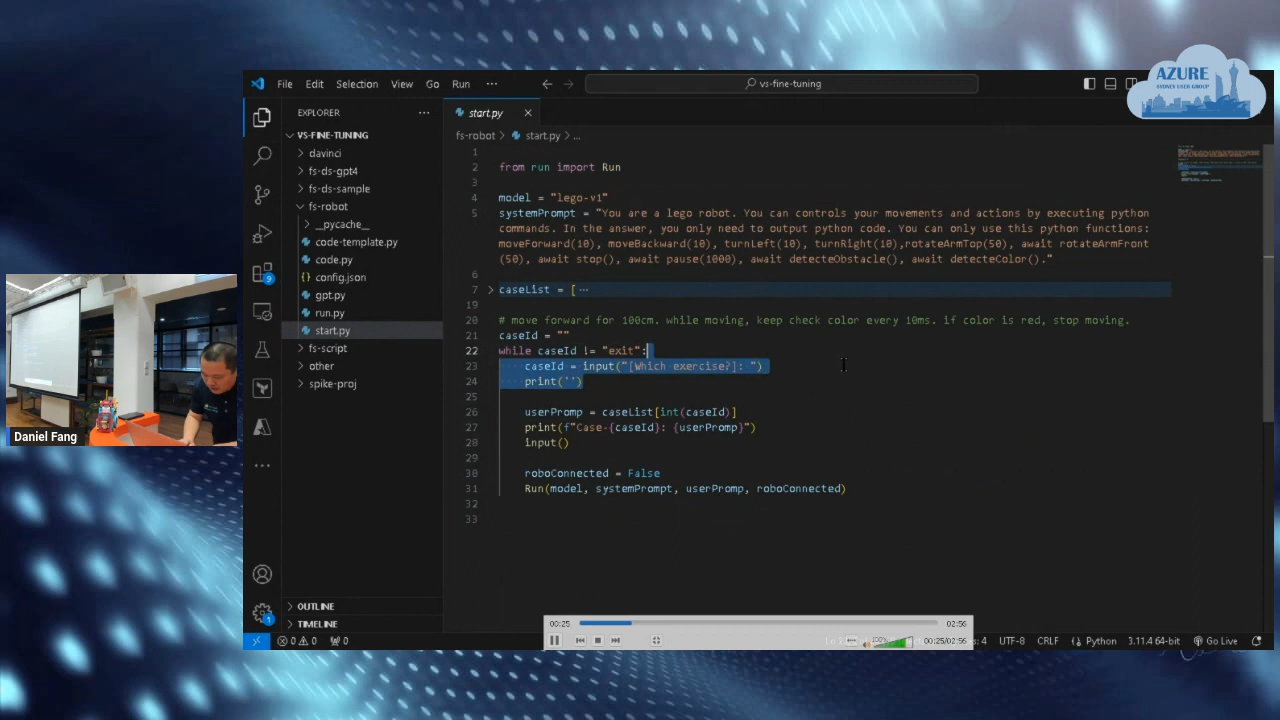 AZURE
SYDNEY USER GROUP
File Edit Selection View Go Run ···
vs-fine-tuning
EXPLORER ···
VS-FINE-TUNING
davinci
fs-ds-gpt4
fs-ds-sample
fs-robot
__pycache__
code-template.py
code.py
config.json
gpt.py
run.py
start.py
fs-script
other
spike-proj
OUTLINE
TIMELINE
start.py
fs-robot > start.py > ...
1
2 from run import Run
3
4 model = "lego-v1"
5 systemPrompt = "You are a lego robot. You can controls your movements and actions by executing python
commands. In the answer, you only need to output python code. You can only use this python functions:
moveForward(10), moveBackward(10), turnLeft(10), turnRight(10),rotateArmTop(50), await rotateArmFront
(50), await stop(), await pause(1000), await detecteObstacle(), await detecteColor()."
6
7 caseList = [···
19
20 # move forward for 100cm. while moving, keep check color every 10ms. if color is red, stop moving.
21 caseId = ""
22 while caseId != "exit":
23 caseId = input("[Which exercise?]: ")
24 print('')
25
26 userPromp = caseList[int(caseId)]
27 print(f"Case-{caseId}: {userPromp}")
28 input()
29
30 roboConnected = False
31 Run(model, systemPrompt, userPromp, roboConnected)
32
33
Daniel Fang
00:25 02:56
100% 00:25/02:56
0 0 0 : 4 UTF-8 CRLF Python 3.11.4 64-bit Go Live